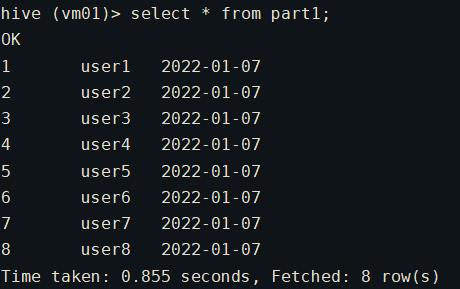 hive (vm01)> select * from part1;
OK
1 user1 2022-01-07
2 user2 2022-01-07
3 user3 2022-01-07
4 user4 2022-01-07
5 user5 2022-01-07
6 user6 2022-01-07
7 user7 2022-01-07
8 user8 2022-01-07
Time taken: 0.855 seconds, Fetched: 8 row(s)